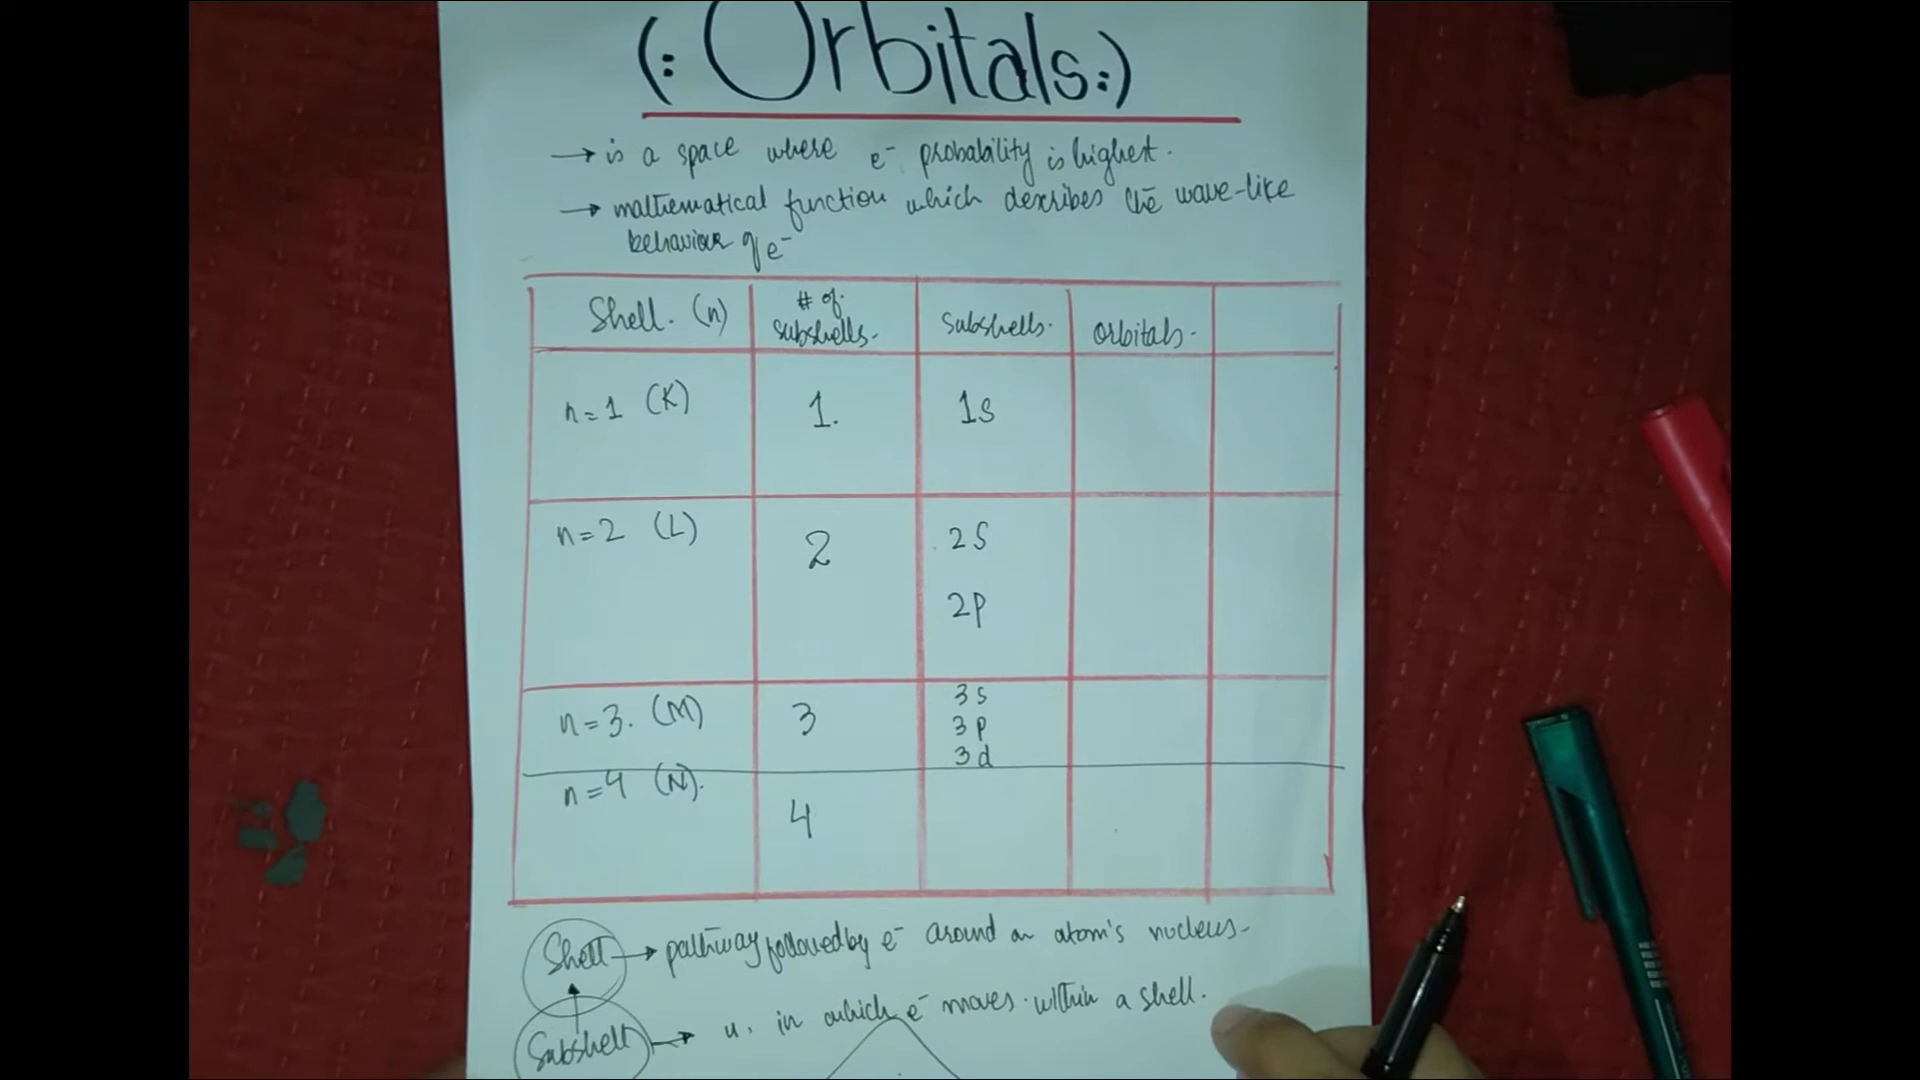 (: Orbitals :)
→ is a space where e⁻ probability is highest.
→ mathematical function which describes the wave-like
behaviour of e⁻
Shell. (n) # of subshells. Subshells. Orbitals.
n=1 (K) 1. 1s
n=2 (L) 2 2s
2p
n=3. (M) 3 3s
3p
3d
n=4 (N). 4
Shell → pathway followed by e⁻ around an atom's nucleus.
Subshell → u. in which e⁻ moves within a shell.